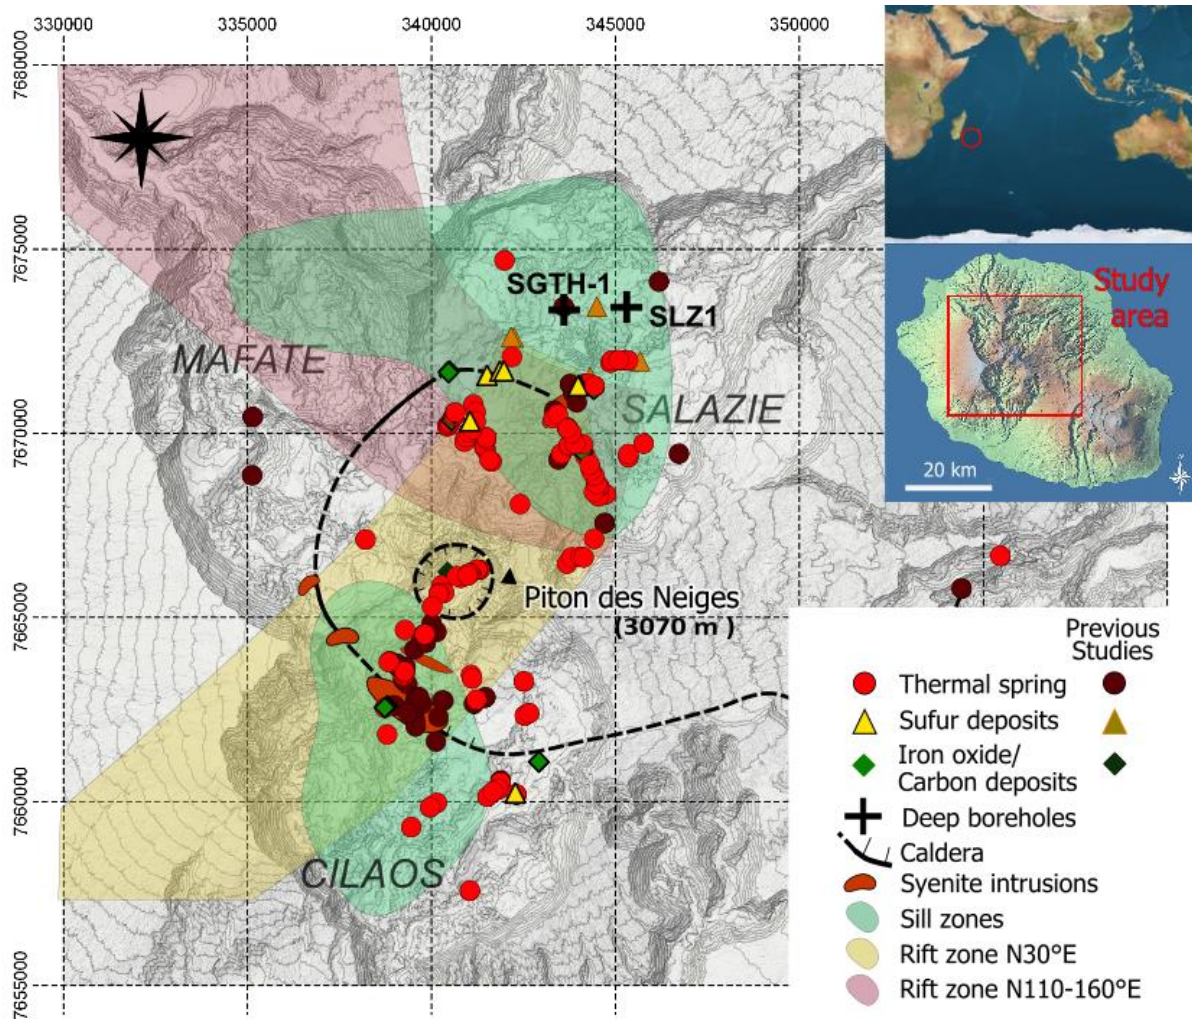 330000
335000
340000
345000
350000
7680000
7675000
7670000
7665000
7660000
7655000
SGTH-1
SLZ1
MAFATE
SALAZIE
Piton des Neiges
(3070 m )
CILAOS
Study
area
20 km
Previous
Studies
Thermal spring
Sufur deposits
Iron oxide/
Carbon deposits
Deep boreholes
Caldera
Syenite intrusions
Sill zones
Rift zone N30°E
Rift zone N110-160°E